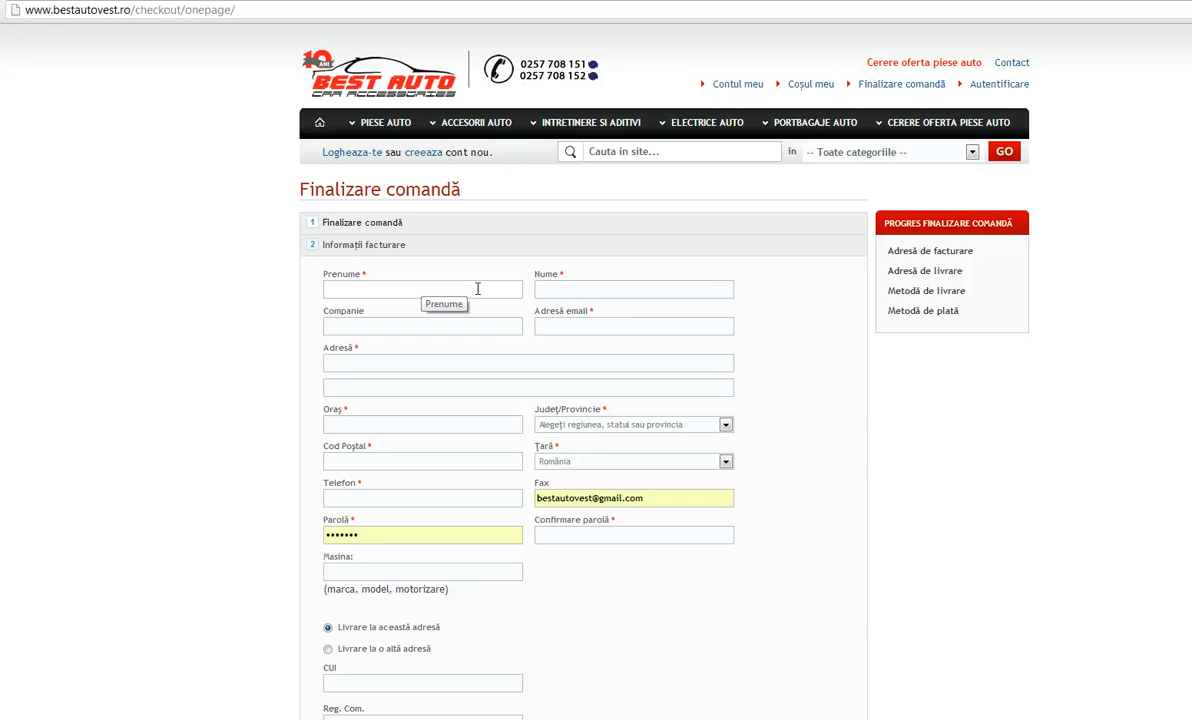 www.bestautovest.ro/checkout/onepage/
10 ANI
BEST AUTO
CAR ACCESSORIES
0257 708 151
0257 708 152
Cerere oferta piese auto Contact
Contul meu Coșul meu Finalizare comandă Autentificare
PIESE AUTO ACCESORII AUTO INTRETINERE SI ADITIVI ELECTRICE AUTO PORTBAGAJE AUTO CERERE OFERTA PIESE AUTO
Logheaza-te sau creeaza cont nou. Cauta in site... in -- Toate categoriile -- GO
Finalizare comandă
1 Finalizare comandă
2 Informații facturare
Prenume * Nume *
Prenume
Companie Adresă email *
Adresă *
Oraș * Județ/Provincie *
Alegeți regiunea, statul sau provincia
Cod Poștal * Țară *
România
Telefon * Fax
bestautovest@gmail.com
Parolă * Confirmare parolă *
•••••••
Masina:
(marca, model, motorizare)
Livrare la această adresă
Livrare la o altă adresă
CUI
Reg. Com.
PROGRES FINALIZARE COMANDĂ
Adresă de facturare
Adresă de livrare
Metodă de livrare
Metodă de plată